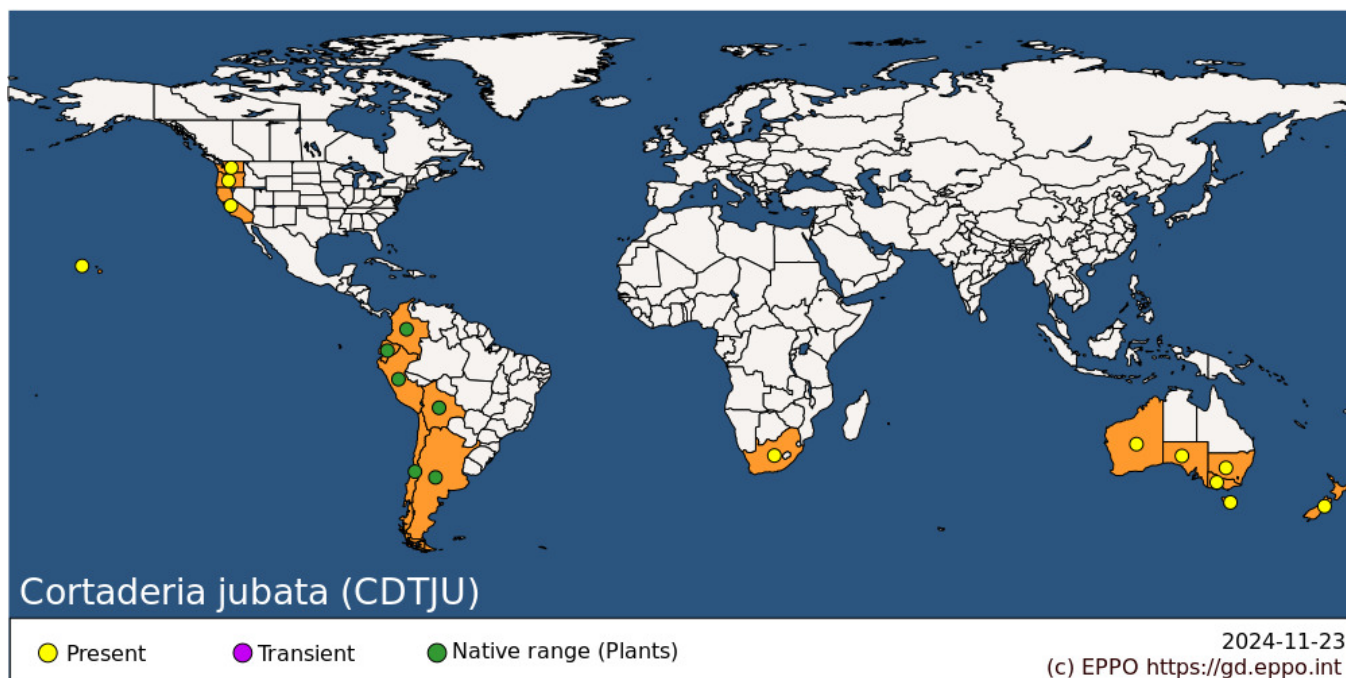 Cortaderia jubata (CDTJU)
Present
Transient
Native range (Plants)
2024-11-23
(c) EPPO https://gd.eppo.int